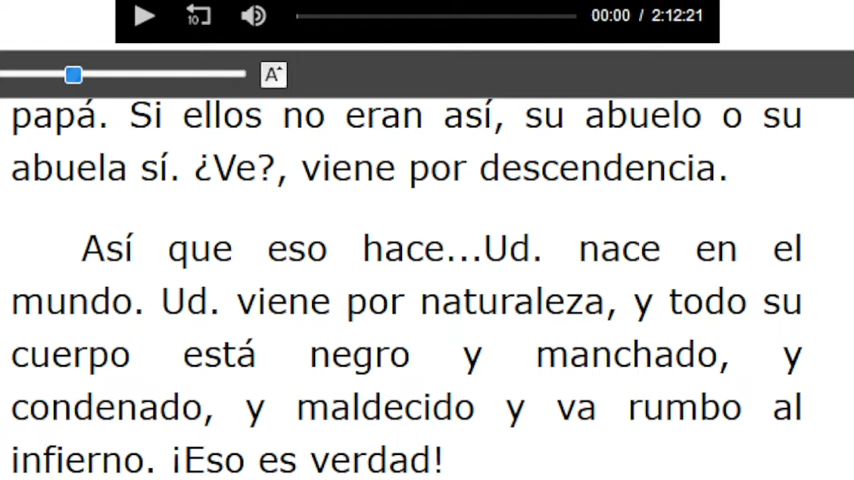 10
00:00 / 2:12:21
A
papá. Si ellos no eran así, su abuelo o su
abuela sí. ¿Ve?, viene por descendencia.
Así que eso hace...Ud. nace en el
mundo. Ud. viene por naturaleza, y todo su
cuerpo está negro y manchado, y
condenado, y maldecido y va rumbo al
infierno. ¡Eso es verdad!